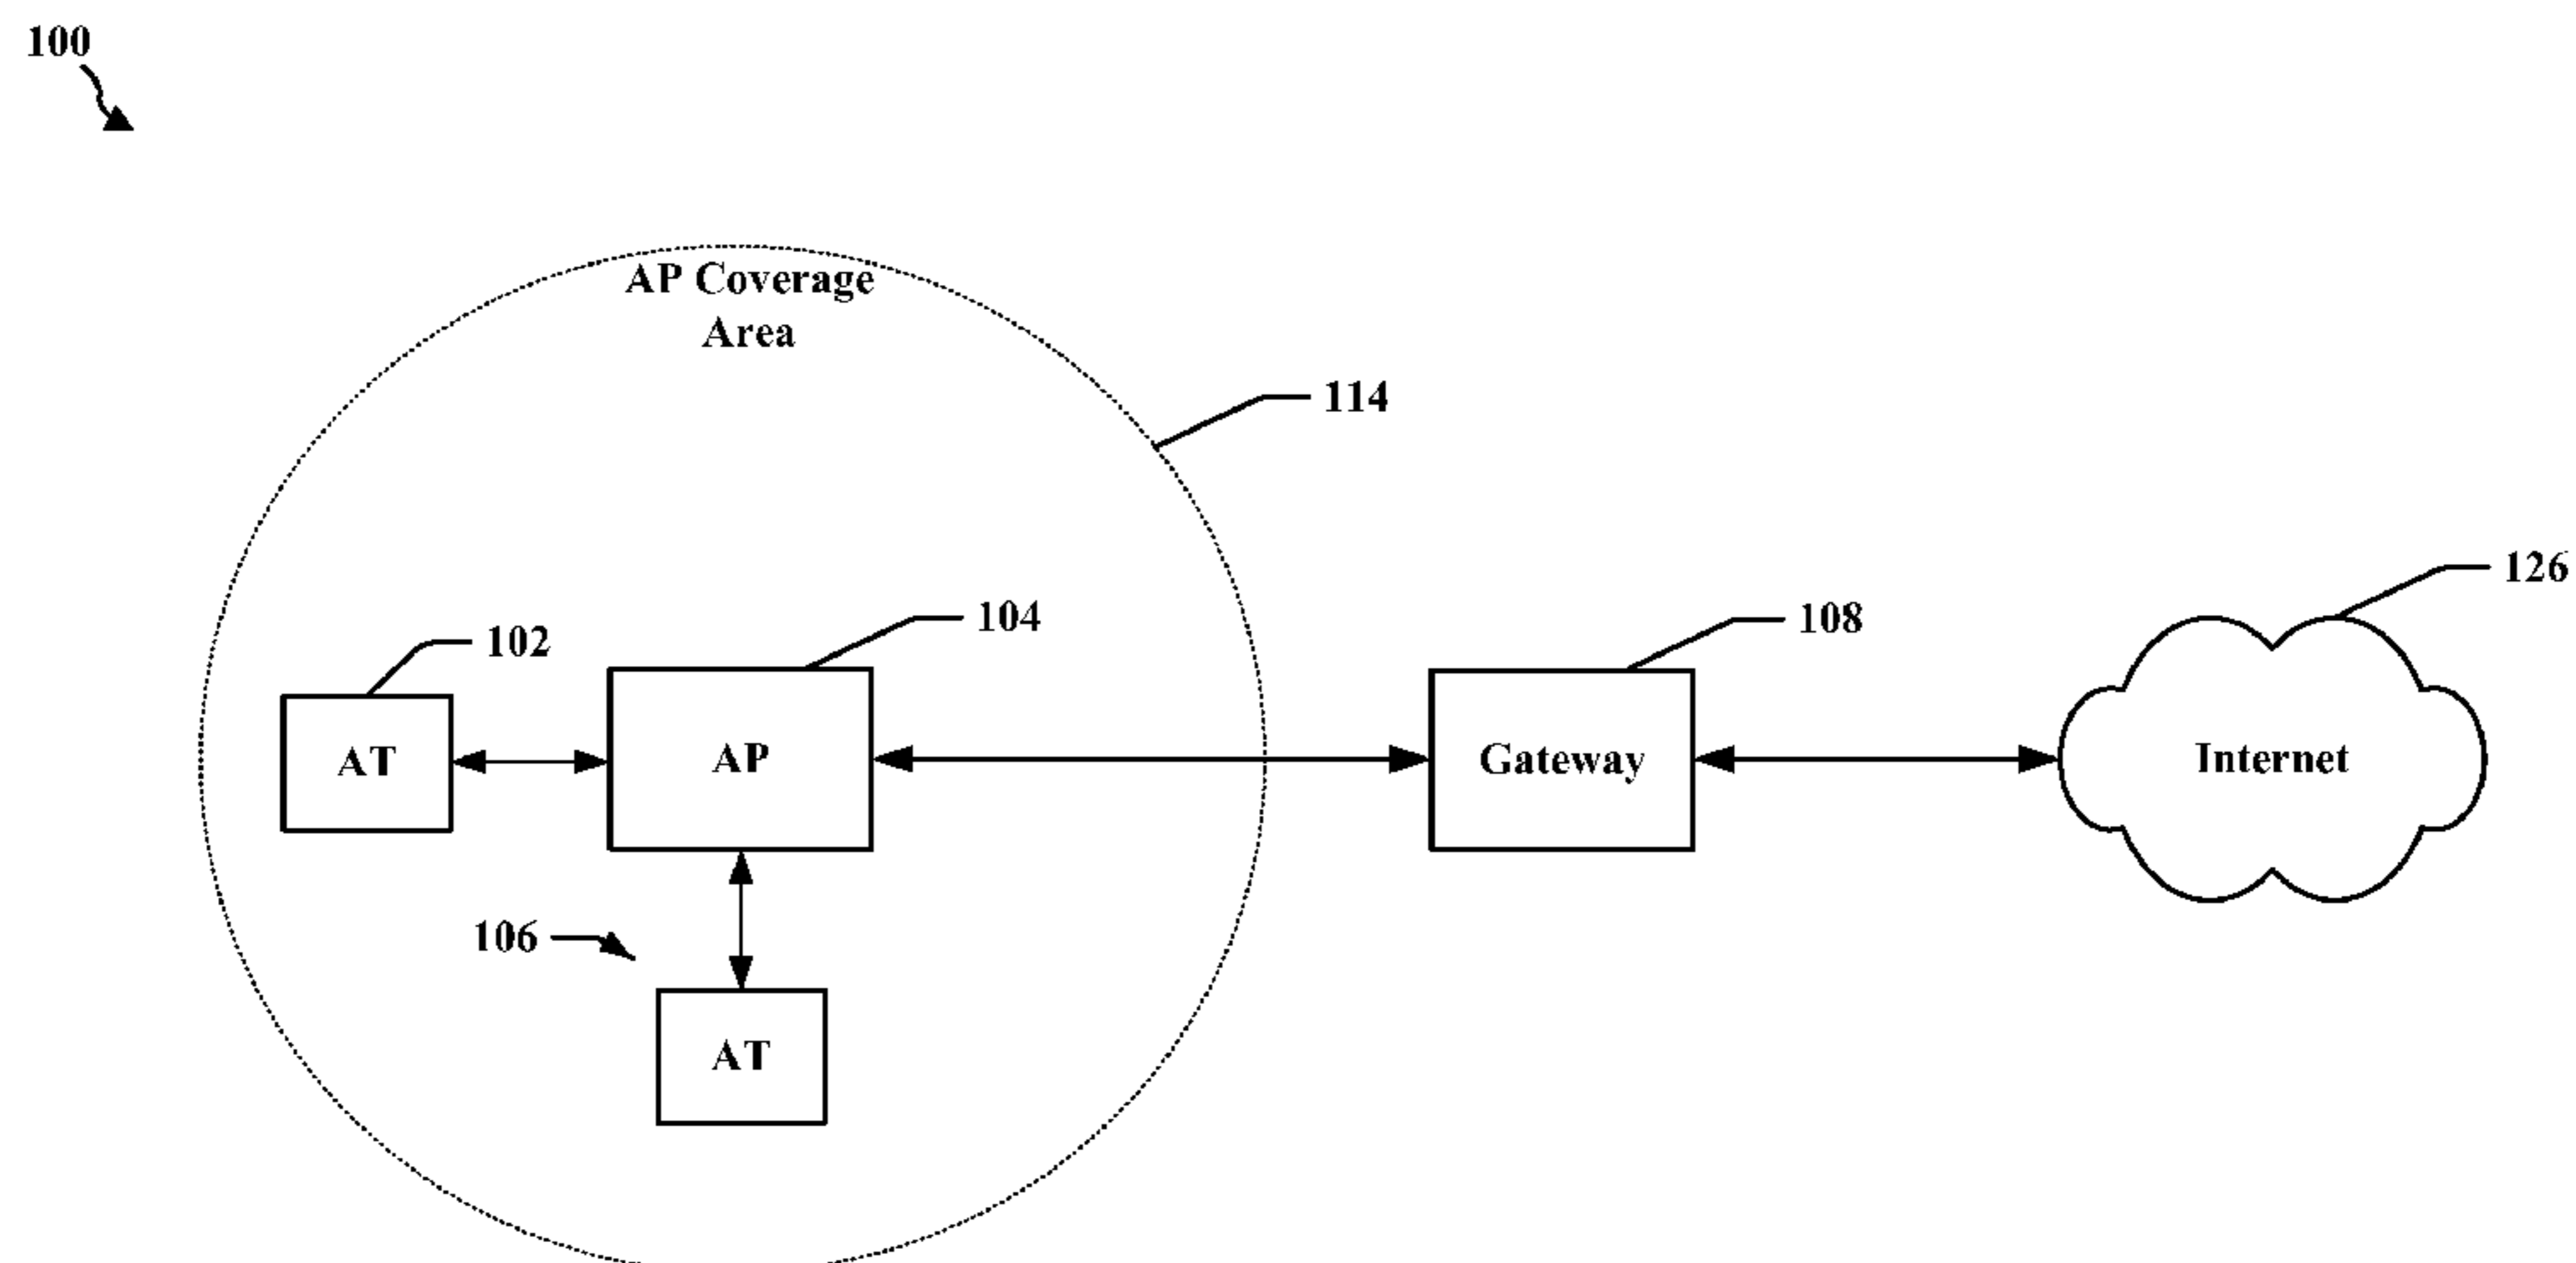 100
AP Coverage
Area
114
126
104
108
102
AT
AP
Gateway
Internet
106
AT